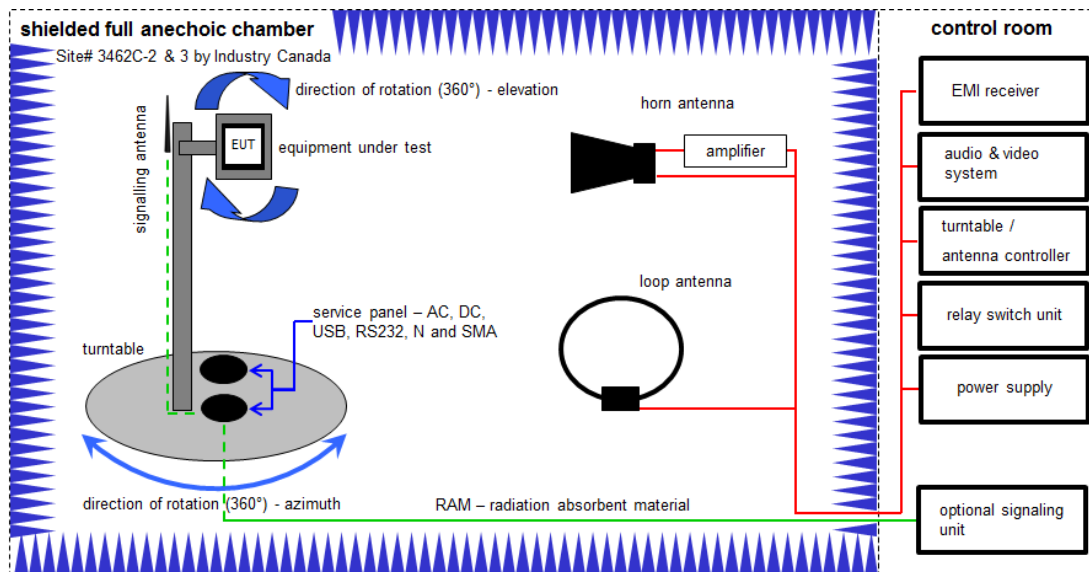 shielded full anechoic chamber
Site# 3462C-2 & 3 by Industry Canada
direction of rotation (360°) - elevation
signalling antenna
EUT
equipment under test
horn antenna
amplifier
loop antenna
service panel – AC, DC,
USB, RS232, N and SMA
turntable
direction of rotation (360°) - azimuth
RAM – radiation absorbent material
control room
EMI receiver
audio & video
system
turntable /
antenna controller
relay switch unit
power supply
optional signaling
unit